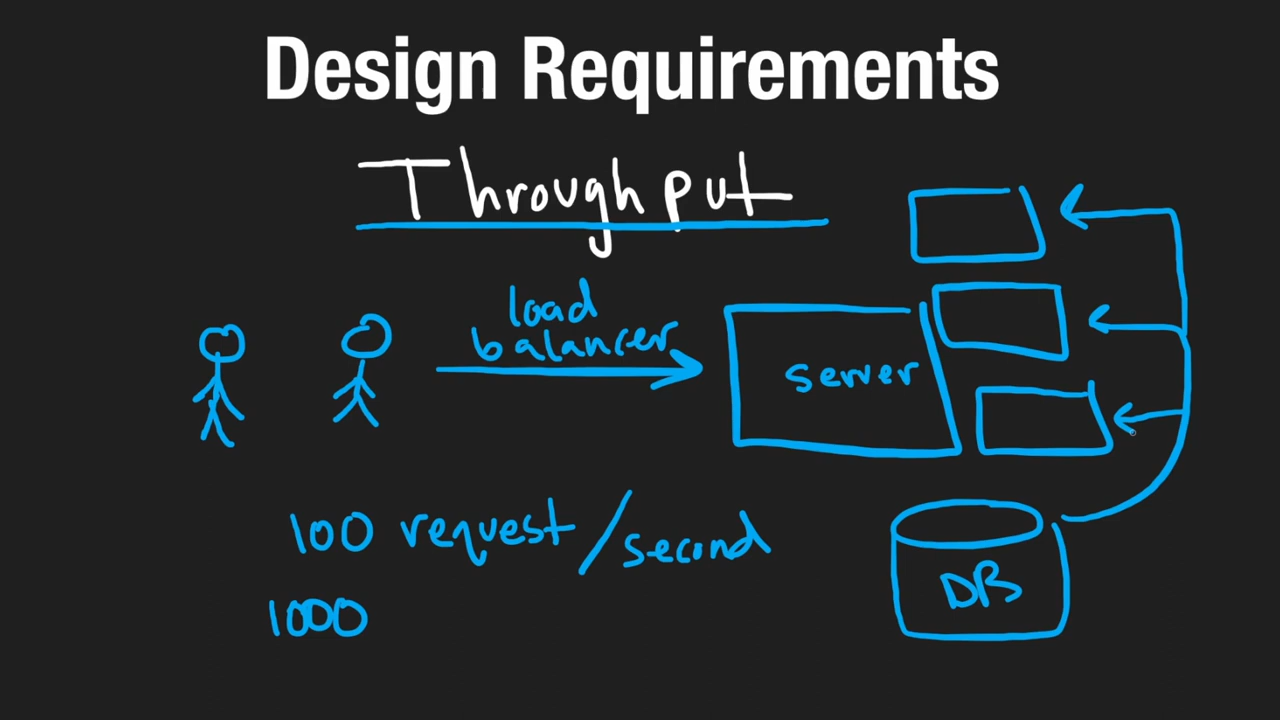 Design Requirements
Throughput
load
balancer
server
100 request/second
1000
DB